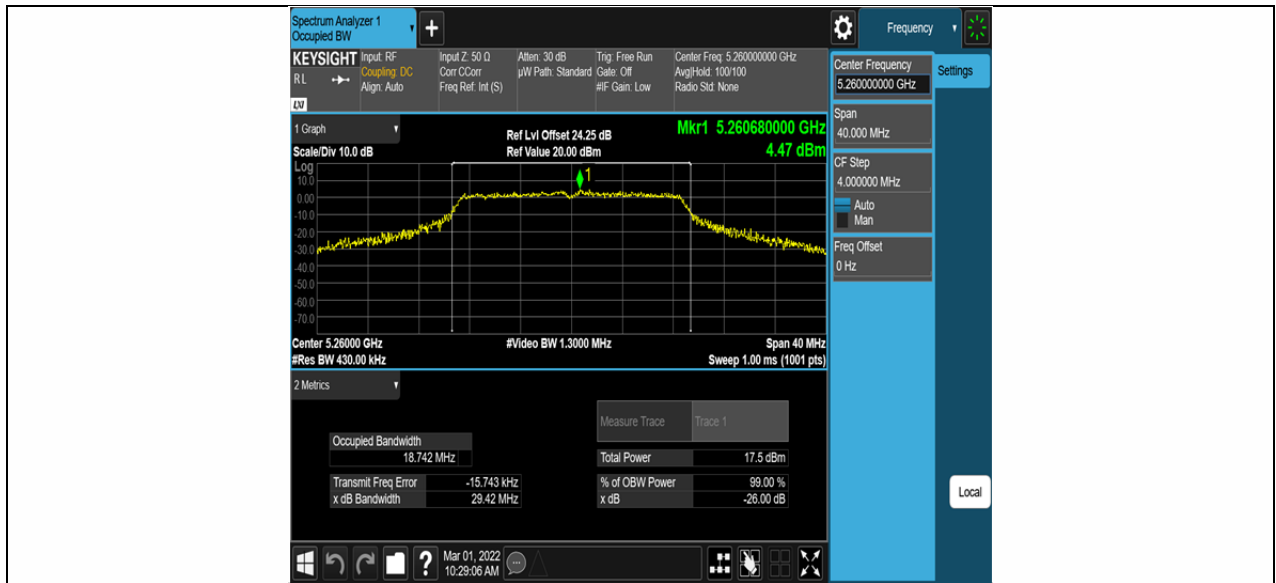 Spectrum Analyzer 1
Occupied BW
+
Frequency
KEYSIGHT
RL
LXI
Input: RF
Coupling: DC
Align: Auto
Input Z: 50 Ω
Corr CCorr
Freq Ref: Int (S)
Atten: 30 dB
µW Path: Standard
Trig: Free Run
Gate: Off
#IF Gain: Low
Center Freq: 5.260000000 GHz
Avg|Hold: 100/100
Radio Std: None
Center Frequency
5.260000000 GHz
Settings
Span
40.000 MHz
CF Step
4.000000 MHz
Auto
Man
Freq Offset
0 Hz
Local
1 Graph
Scale/Div 10.0 dB
Ref Lvl Offset 24.25 dB
Ref Value 20.00 dBm
Mkr1 5.260680000 GHz
4.47 dBm
Log
10.0
0.00
-10.0
-20.0
-30.0
-40.0
-50.0
-60.0
-70.0
1
Center 5.26000 GHz
#Res BW 430.00 kHz
#Video BW 1.3000 MHz
Span 40 MHz
Sweep 1.00 ms (1001 pts)
2 Metrics
Measure Trace Trace 1
Occupied Bandwidth
18.742 MHz
Total Power 17.5 dBm
Transmit Freq Error -15.743 kHz
% of OBW Power 99.00 %
x dB Bandwidth 29.42 MHz
x dB -26.00 dB
?
Mar 01, 2022
10:29:06 AM